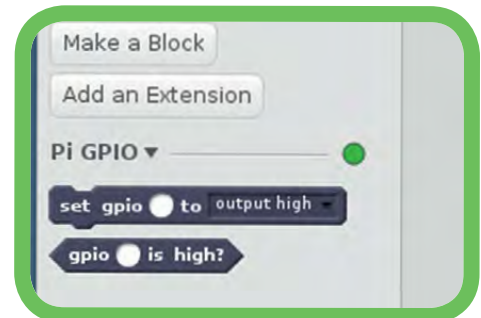 Make a Block
Add an Extension
Pi GPIO
set gpio to output high
gpio is high?